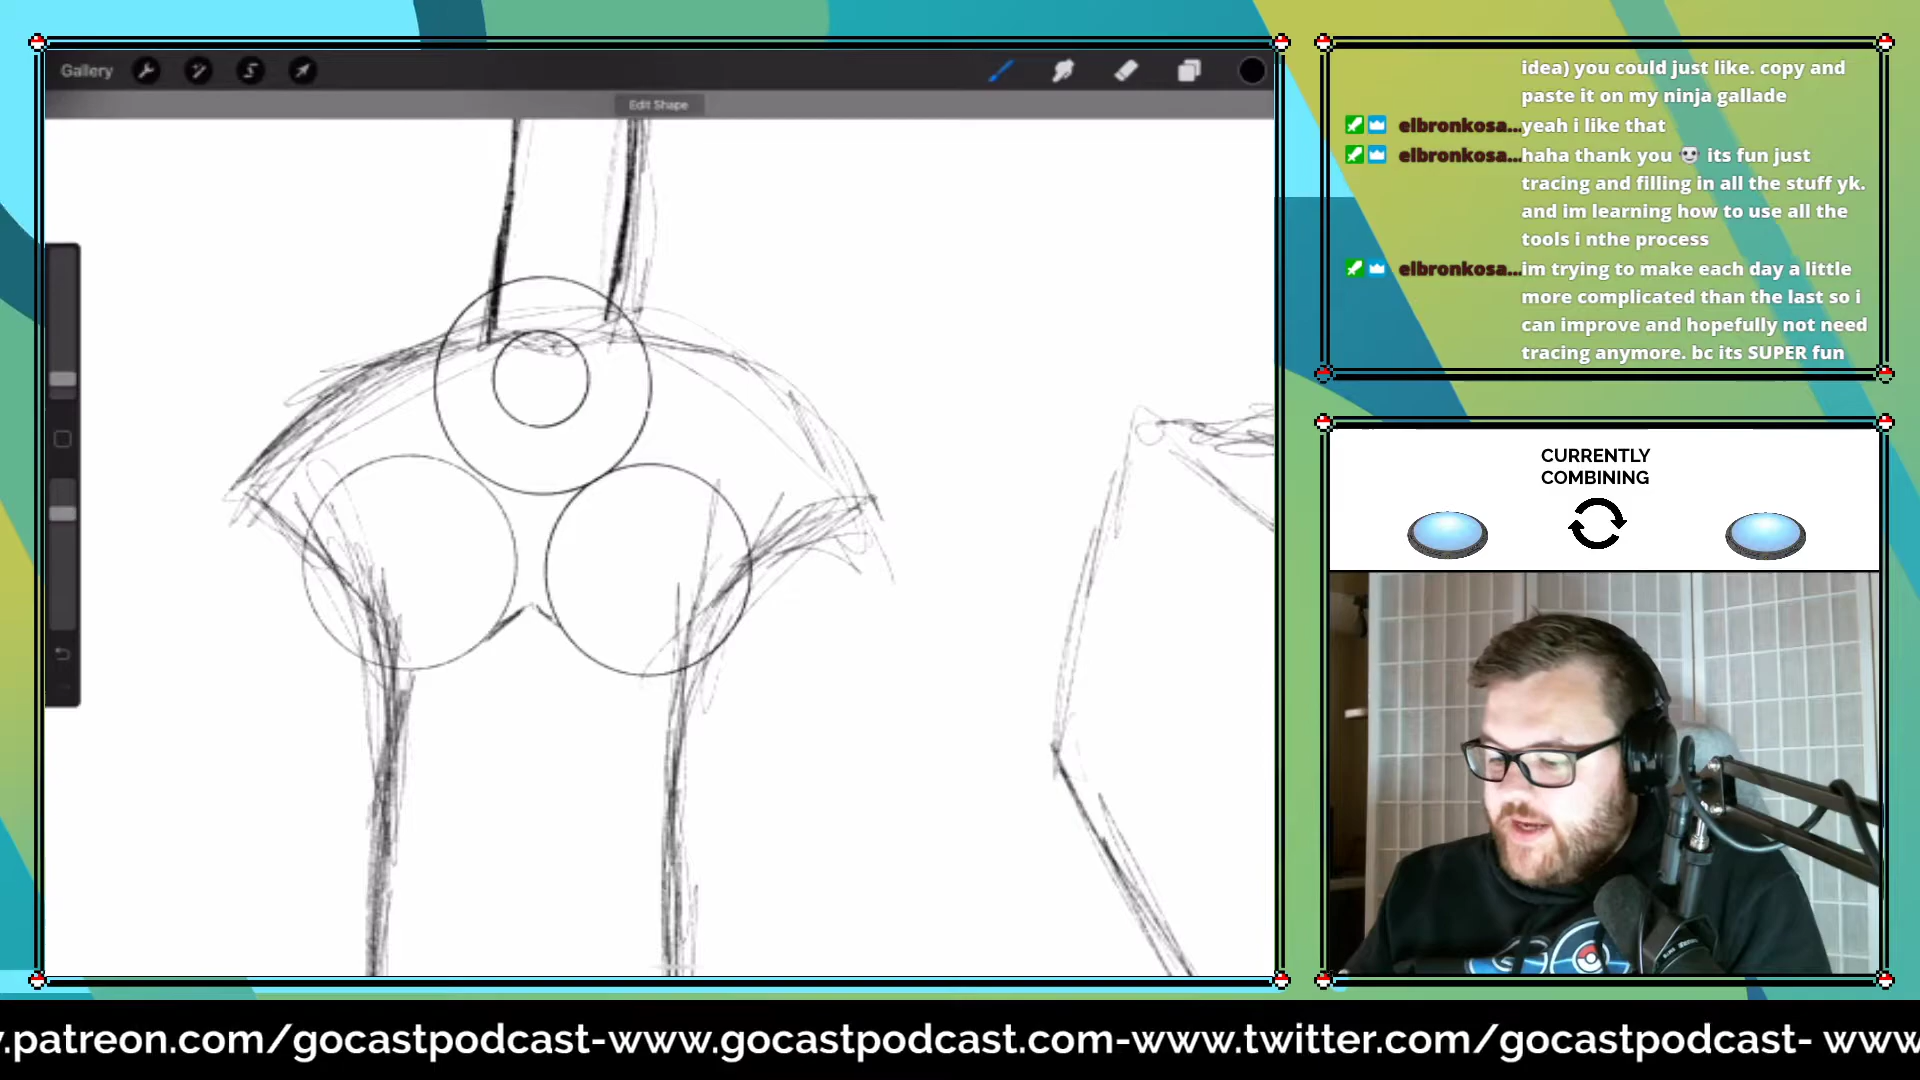 Gallery
Edit Shape
idea) you could just like. copy and
paste it on my ninja gallade
elbronkosa... yeah i like that
elbronkosa... haha thank you its fun just
tracing and filling in all the stuff yk.
and im learning how to use all the
tools i nthe process
elbronkosa... im trying to make each day a little
more complicated than the last so i
can improve and hopefully not need
tracing anymore. bc its SUPER fun
CURRENTLY
COMBINING
.patreon.com/gocastpodcast-www.gocastpodcast.com-www.twitter.com/gocastpodcast- www